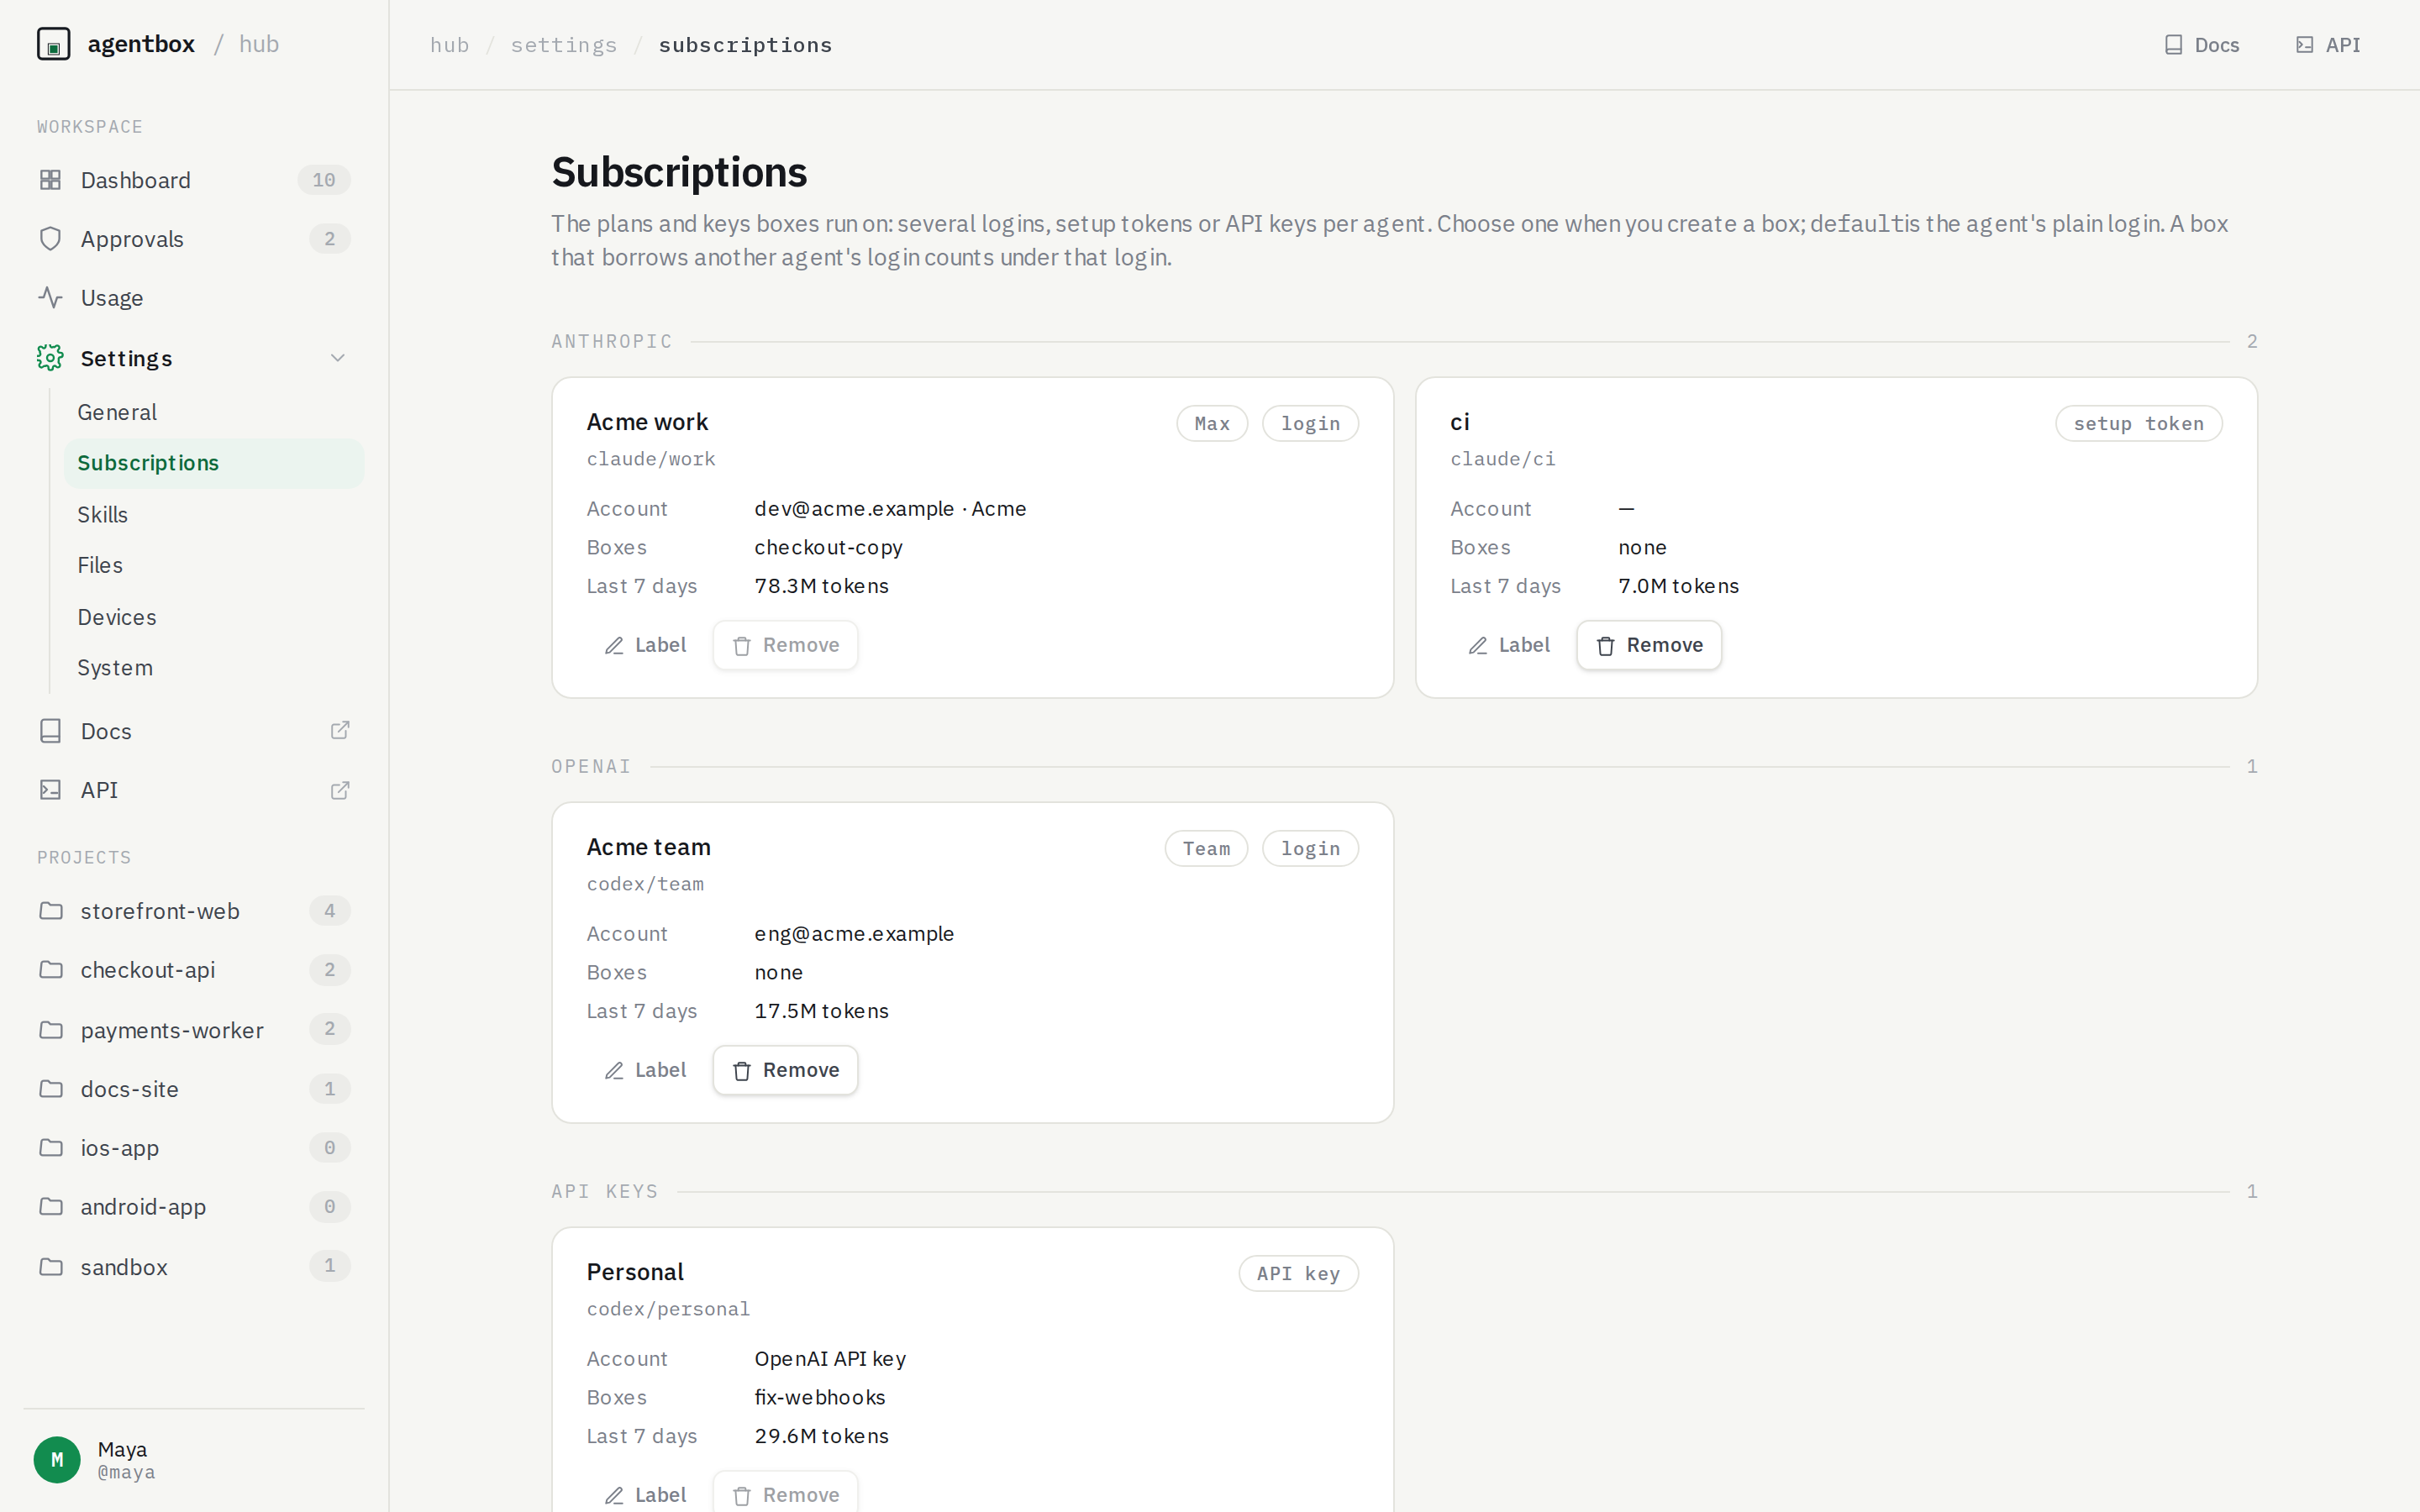 agentbox / hub
WORKSPACE
Dashboard 10
Approvals 2
Usage
Settings
General
Subscriptions
Skills
Files
Devices
System
Docs
API
PROJECTS
storefront-web 4
checkout-api 2
payments-worker 2
docs-site 1
ios-app 0
android-app 0
sandbox 1
M
Maya
@maya
hub / settings / subscriptions
Docs
API
Subscriptions
The plans and keys boxes run on: several logins, setup tokens or API keys per agent. Choose one when you create a box; default is the agent's plain login. A box
that borrows another agent's login counts under that login.
ANTHROPIC 2
Acme work Max login
claude/work
Account dev@acme.example · Acme
Boxes checkout-copy
Last 7 days 78.3M tokens
Label Remove
ci setup token
claude/ci
Account —
Boxes none
Last 7 days 7.0M tokens
Label Remove
OPENAI 1
Acme team Team login
codex/team
Account eng@acme.example
Boxes none
Last 7 days 17.5M tokens
Label Remove
API KEYS 1
Personal API key
codex/personal
Account OpenAI API key
Boxes fix-webhooks
Last 7 days 29.6M tokens
Label Remove